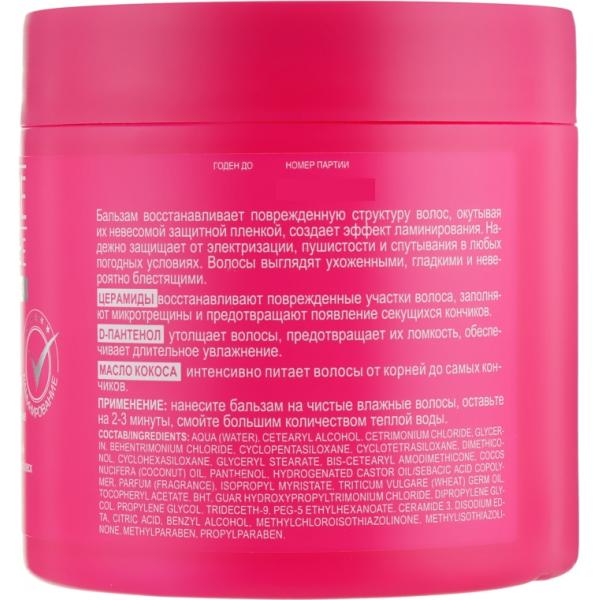 ГОДЕН ДО НОМЕР ПАРТИИ
Бальзам восстанавливает поврежденную структуру волос, окутывая
их невесомой защитной пленкой, создает эффект ламинирования. На-
дежно защищает от электризации, пушистости и спутывания в любых
погодных условиях. Волосы выглядят ухоженными, гладкими и неве-
роятно блестящими.
ЦЕРАМИДЫ восстанавливают поврежденные участки волоса, заполня-
ют микротрещины и предотвращают появление секущихся кончиков.
D-ПАНТЕНОЛ утолщает волосы, предотвращает их ломкость, обеспе-
чивает длительное увлажнение.
МАСЛО КОКОСА интенсивно питает волосы от корней до самых кон-
чиков.
ПРИМЕНЕНИЕ: нанесите бальзам на чистые влажные волосы, оставьте
на 2-3 минуты, смойте большим количеством теплой воды.
СОСТАВ/INGREDIENTS: AQUA (WATER), CETEARYL ALCOHOL, CETRIMONIUM CHLORIDE, GLYCER-
IN, BEHENTRIMONIUM CHLORIDE, CYCLOPENTASILOXANE, CYCLOTETRASILOXANE, DIMETHIC-
NOL, CYCLOHEXASILOXANE, GLYCERYL STEARATE, BIS-CETEARYL AMODIMETHICONE, COCOS
NUCIFERA (COCONUT) OIL, PANTHENOL, HYDROGENATED CASTOR OIL/SEBACIC ACID COPOLY-
MER, PARFUM (FRAGRANCE), ISOPROPYL MYRISTATE, TRITICUM VULGARE (WHEAT) GERM OIL,
TOCOPHERYL ACETATE, BHT, GUAR HYDROXYPROPYLTRIMONIUM CHLORIDE, DIPROPYLENE GLY-
COL, PROPYLENE GLYCOL, TRIDECETH-9, PEG-5 ETHYLHEXANOATE, CERAMIDE 3, DISODIUM ED-
TA, CITRIC ACID, BENZYL ALCOHOL, METHYLCHLOROISOTHIAZOLINONE, METHYLISOTHIAZOLI-
NONE, METHYLPARABEN, PROPYLPARABEN.